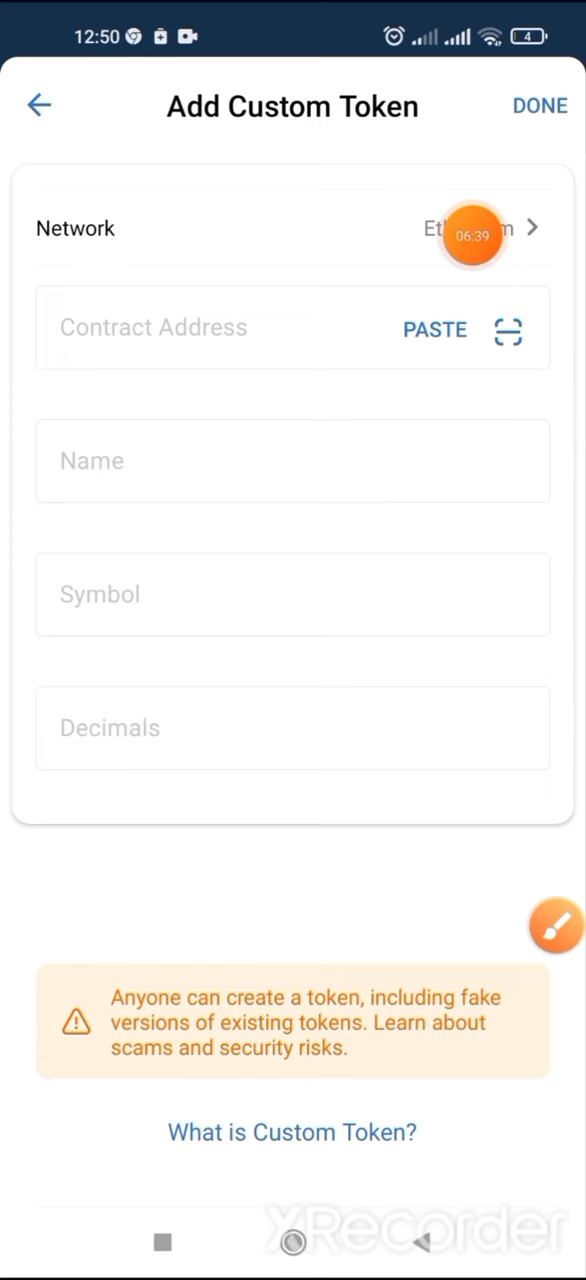 12:50
4
Add Custom Token
DONE
Network
06:39
Contract Address
PASTE
Name
Symbol
Decimals
Anyone can create a token, including fake
versions of existing tokens. Learn about
scams and security risks.
What is Custom Token?
XRecorder